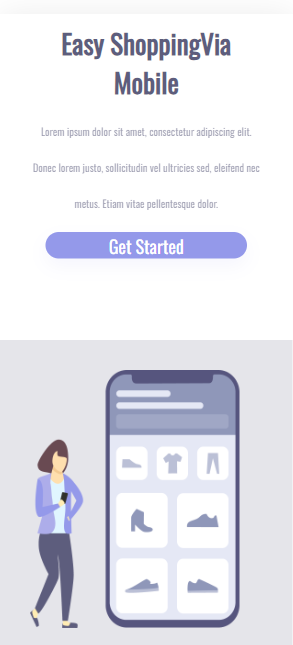 Easy ShoppingVia
Mobile
Lorem ipsum dolor sit amet, consectetur adipiscing elit.
Donec lorem justo, sollicitudin vel ultricies sed, eleifend nec
metus. Etiam vitae pellentesque dolor.
Get Started